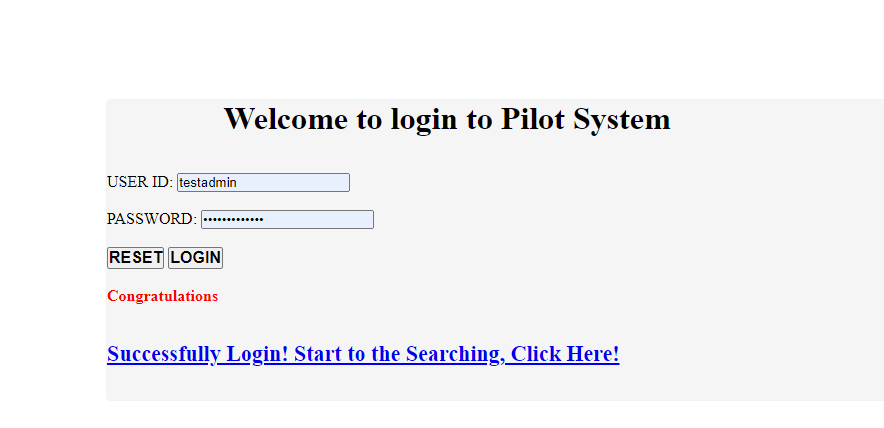 Welcome to login to Pilot System
USER ID: testadmin
PASSWORD: •••••••••••••
RESET LOGIN
Congratulations
Successfully Login! Start to the Searching, Click Here!